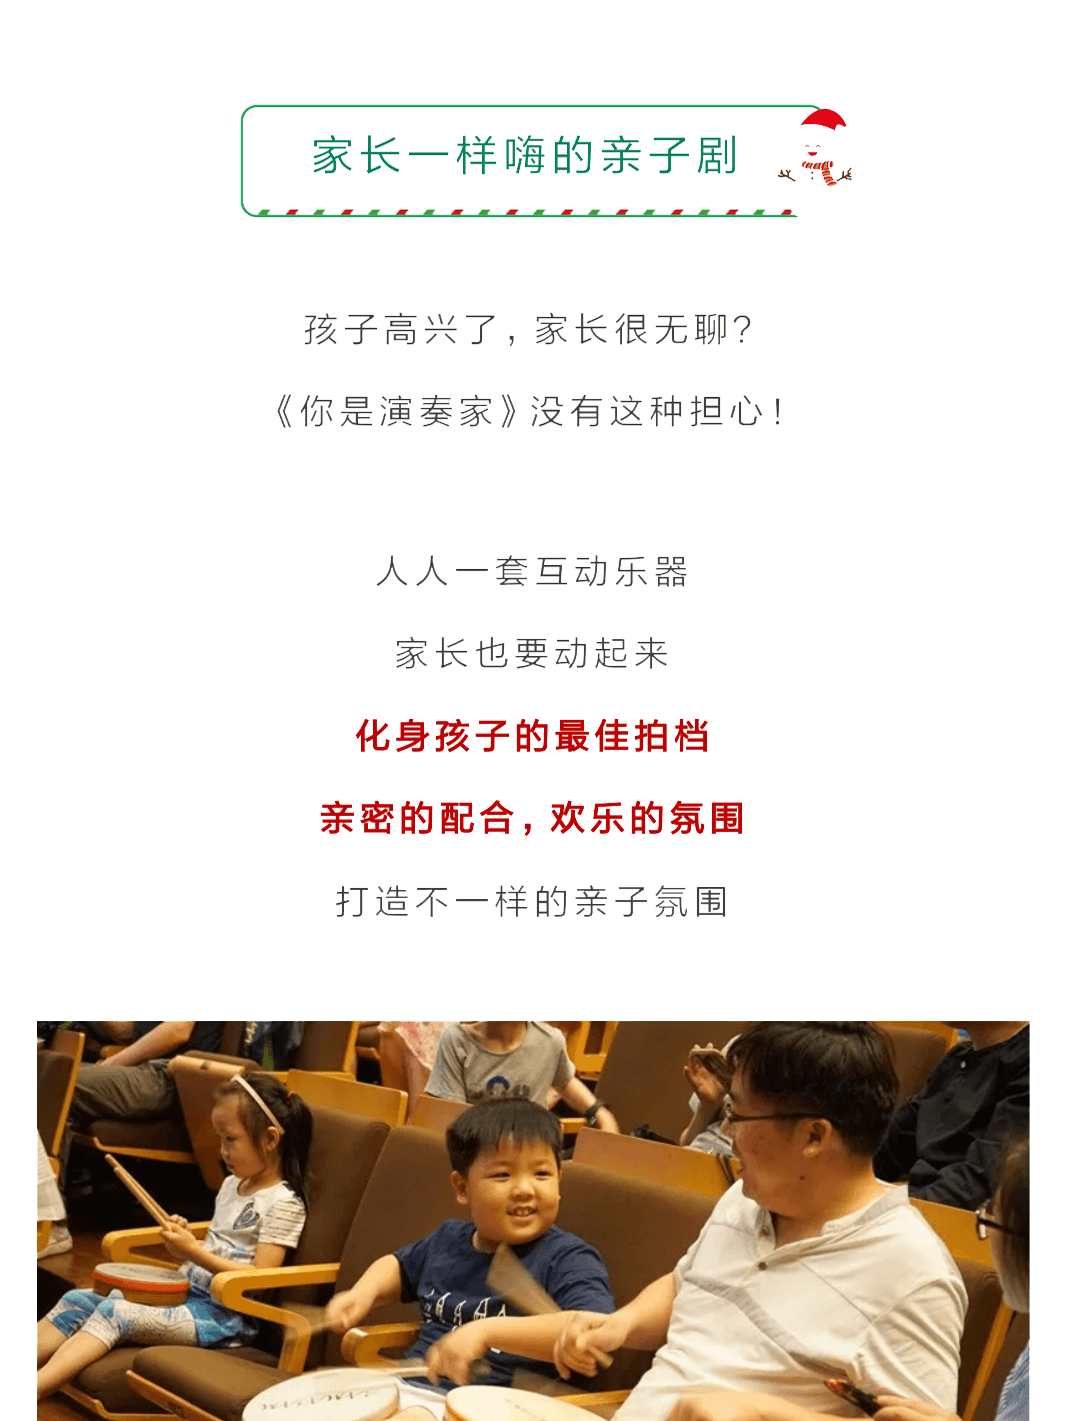 家长一样嗨的亲子剧
孩子高兴了，家长很无聊？
《你是演奏家》没有这种担心！
人人一套互动乐器
家长也要动起来
化身孩子的最佳拍档
亲密的配合，欢乐的氛围
打造不一样的亲子氛围